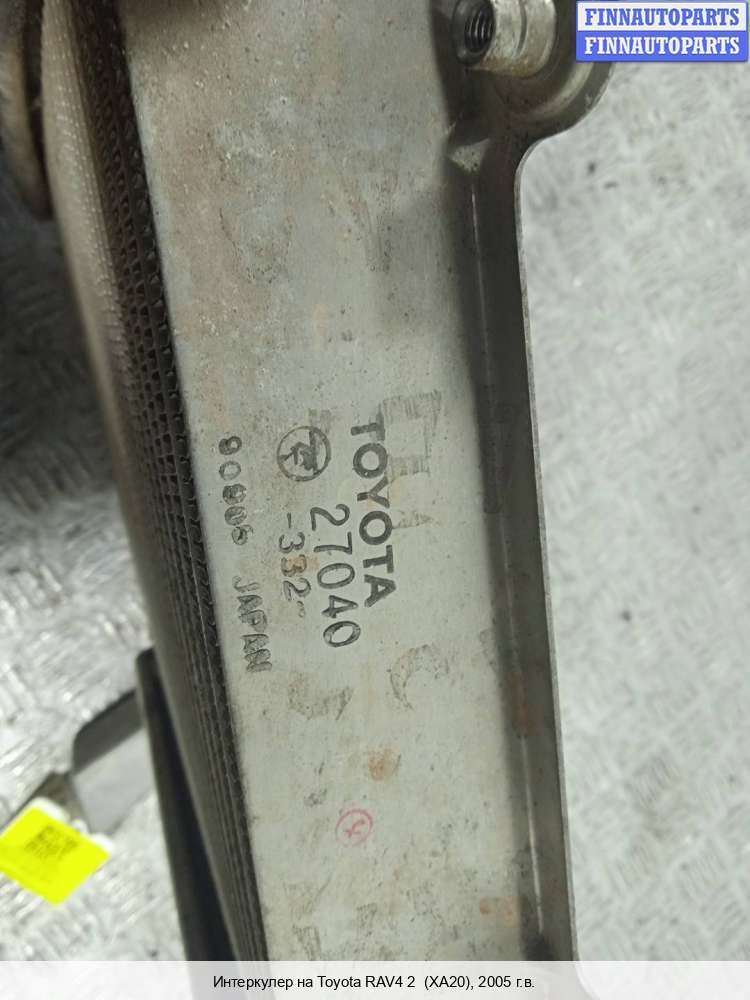 FINNAUTOPARTS
FINNAUTOPARTS
TOYOTA
27040
-332-
JAPAN
Интеркулер на Toyota RAV4 2 (XA20), 2005 г.в.